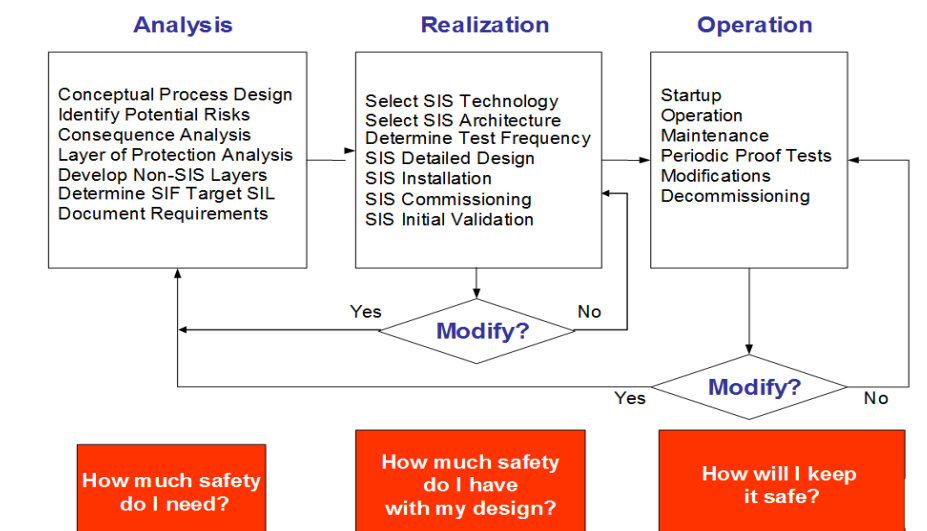 Analysis
Realization
Operation
Conceptual Process Design
Identify Potential Risks
Consequence Analysis
Layer of Protection Analysis
Develop Non-SIS Layers
Determine SIF Target SIL
Document Requirements
Select SIS Technology
Select SIS Architecture
Determine Test Frequency
SIS Detailed Design
SIS Installation
SIS Commissioning
SIS Initial Validation
Startup
Operation
Maintenance
Periodic Proof Tests
Modifications
Decommissioning
Yes
Modify?
No
Yes
Modify?
No
How much safety
do I need?
How much safety
do I have
with my design?
How will I keep
it safe?